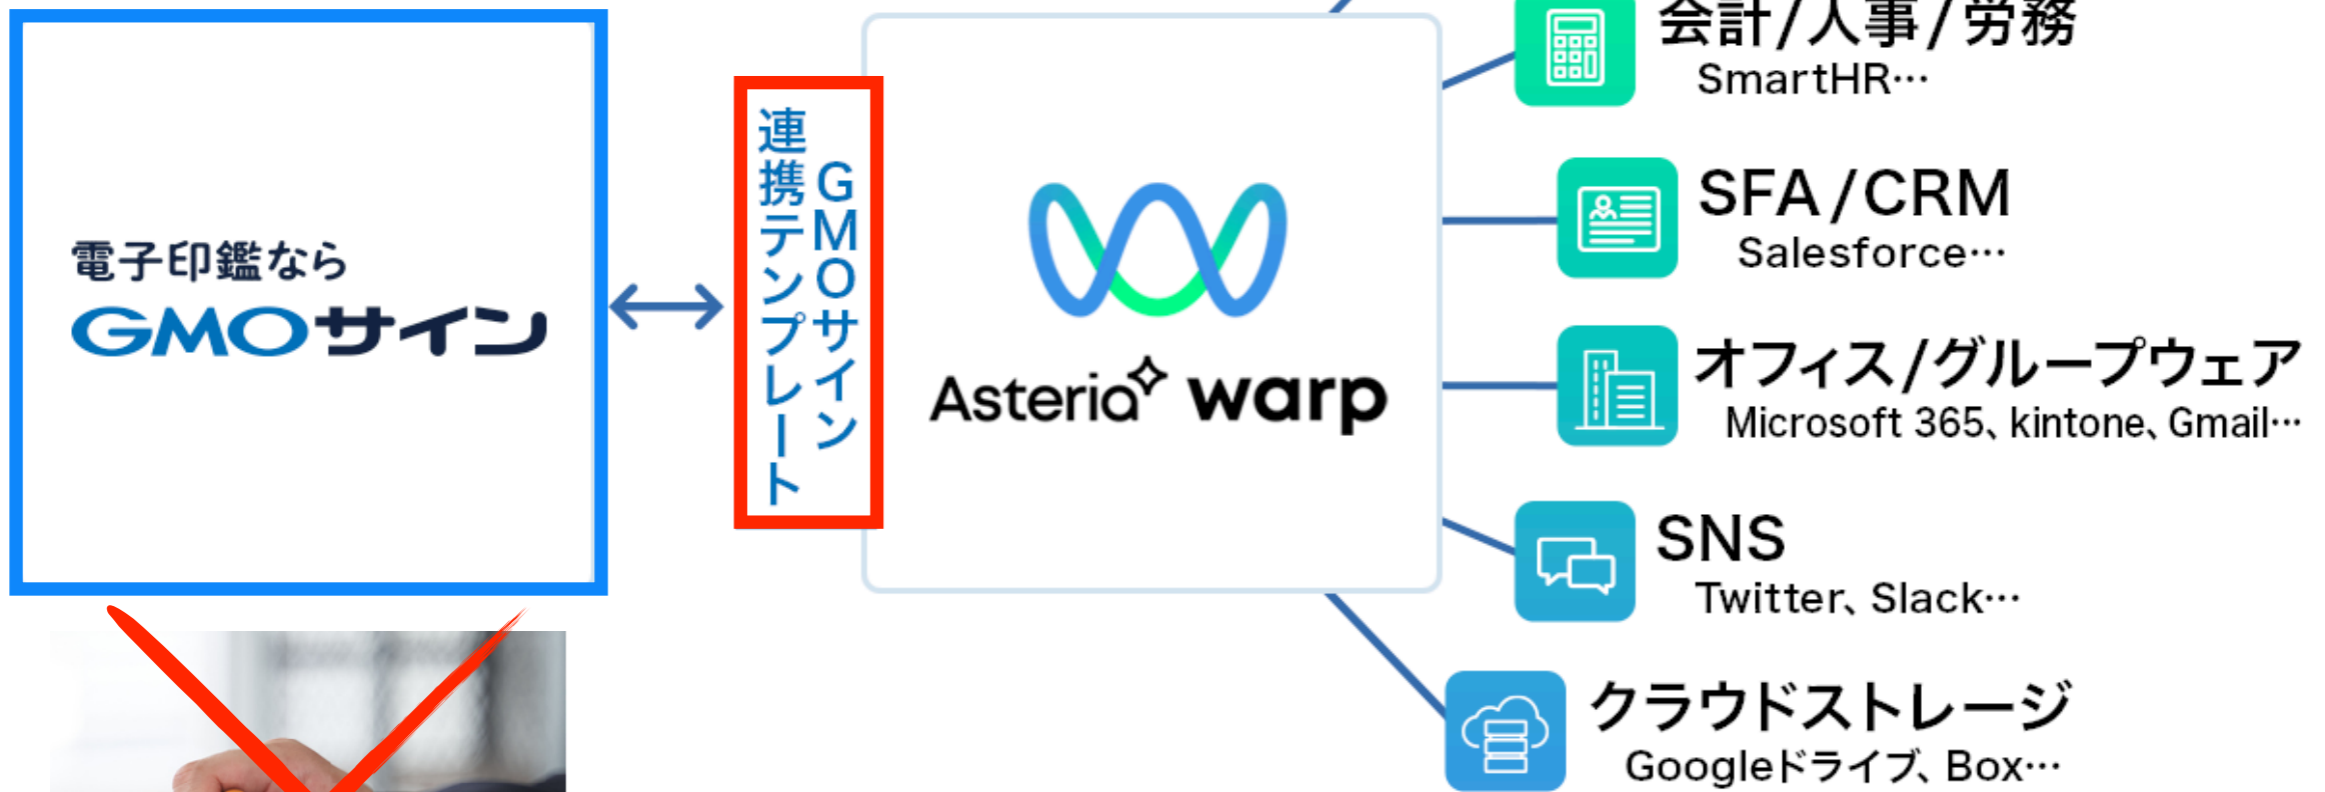 電子印鑑なら
GMOサイン
GMOサイン
連携テンプレート
Asteria warp
会計/人事/労務
SmartHR…
SFA/CRM
Salesforce…
オフィス/グループウェア
Microsoft 365、kintone、Gmail…
SNS
Twitter、Slack…
クラウドストレージ
Googleドライブ、Box…